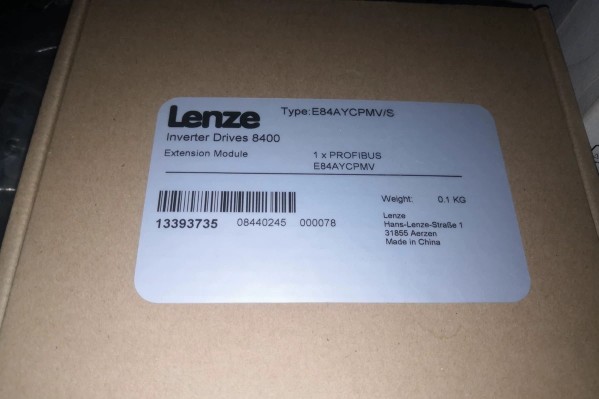 Lenze Type:E84AYCPMV/S
Inverter Drives 8400
Extension Module 1 x PROFIBUS
E84AYCPMV
Weight: 0.1 KG
13393735 08440245 000078
Lenze
Hans-Lenze-Straße 1
31855 Aerzen
Made in China